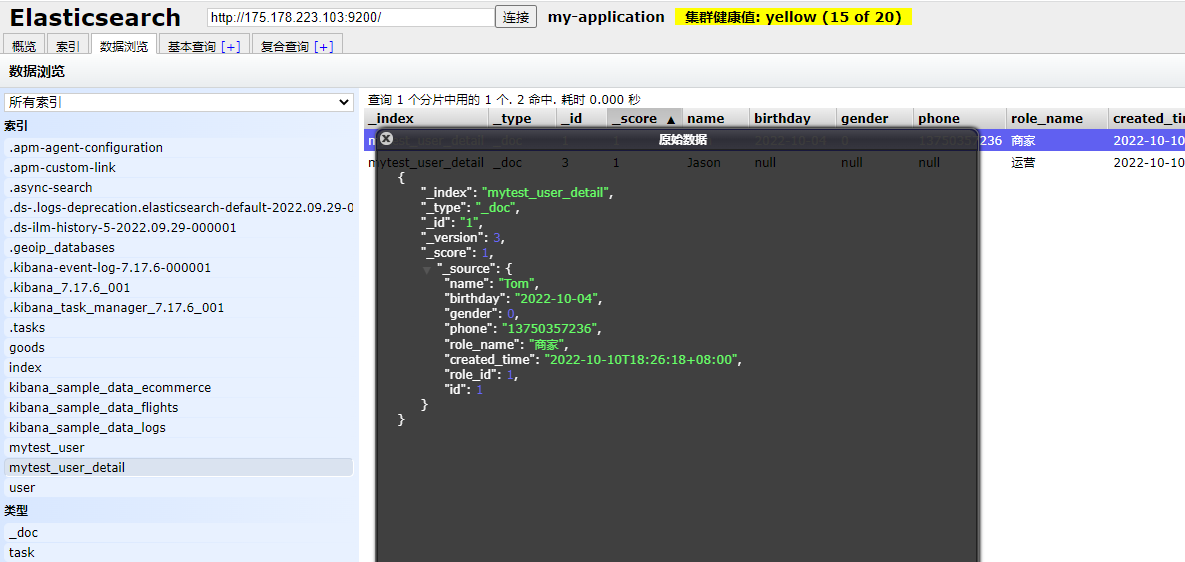 Elasticsearch http://175.178.223.103:9200/ 连接 my-application 集群健康值: yellow (15 of 20)
概览 索引 数据浏览 基本查询 [+] 复合查询 [+]
数据浏览
所有索引
索引
.apm-agent-configuration
.apm-custom-link
.async-search
.ds-.logs-deprecation.elasticsearch-default-2022.09.29-0
.ds-ilm-history-5-2022.09.29-000001
.geoip_databases
.kibana-event-log-7.17.6-000001
.kibana_7.17.6_001
.kibana_task_manager_7.17.6_001
.tasks
goods
index
kibana_sample_data_ecommerce
kibana_sample_data_flights
kibana_sample_data_logs
mytest_user
mytest_user_detail
user
类型
_doc
task
查询 1 个分片中用的 1 个. 2 命中. 耗时 0.000 秒
_index _type _id _score ▲ name birthday gender phone role_name created_tim
mytest_user_detail _doc 1 1 2022-10-04 0 13750357236 商家 2022-10-10
mytest_user_detail _doc 3 1 Jason null null null 运营 2022-10-10
原始数据
{
"_index": "mytest_user_detail",
"_type": "_doc",
"_id": "1",
"_version": 3,
"_score": 1,
"_source": {
"name": "Tom",
"birthday": "2022-10-04",
"gender": 0,
"phone": "13750357236",
"role_name": "商家",
"created_time": "2022-10-10T18:26:18+08:00",
"role_id": 1,
"id": 1
}
}